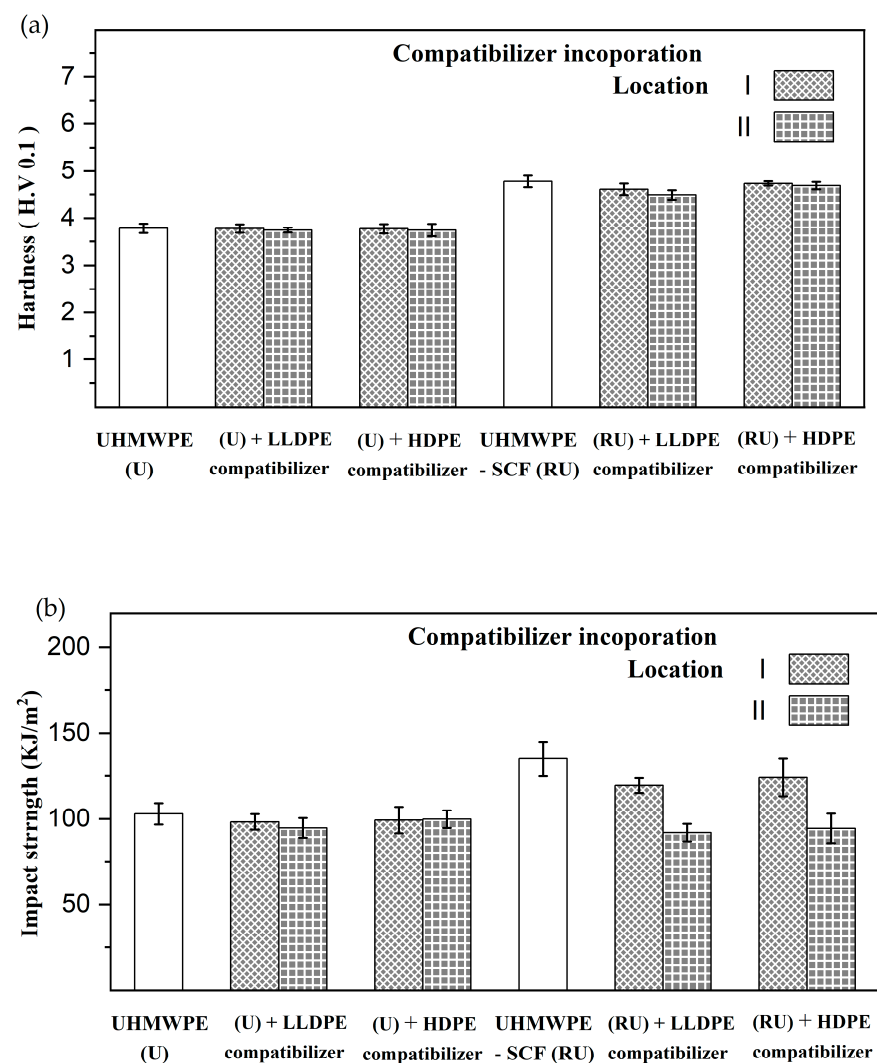 (a)
Compatibilizer incoporation
Location I
II
7
6
5
4
3
2
1
Hardness ( H.V 0.1 )
UHMWPE (U) + LLDPE (U) + HDPE UHMWPE (RU) + LLDPE (RU) + HDPE
(U) compatibilizer compatibilizer - SCF (RU) compatibilizer compatibilizer
(b)
Compatibilizer incoporation
Location I
II
200
150
100
50
Impact strrngth (KJ/m²)
UHMWPE (U) + LLDPE (U) + HDPE UHMWPE (RU) + LLDPE (RU) + HDPE
(U) compatibilizer compatibilizer - SCF (RU) compatibilizer compatibilizer